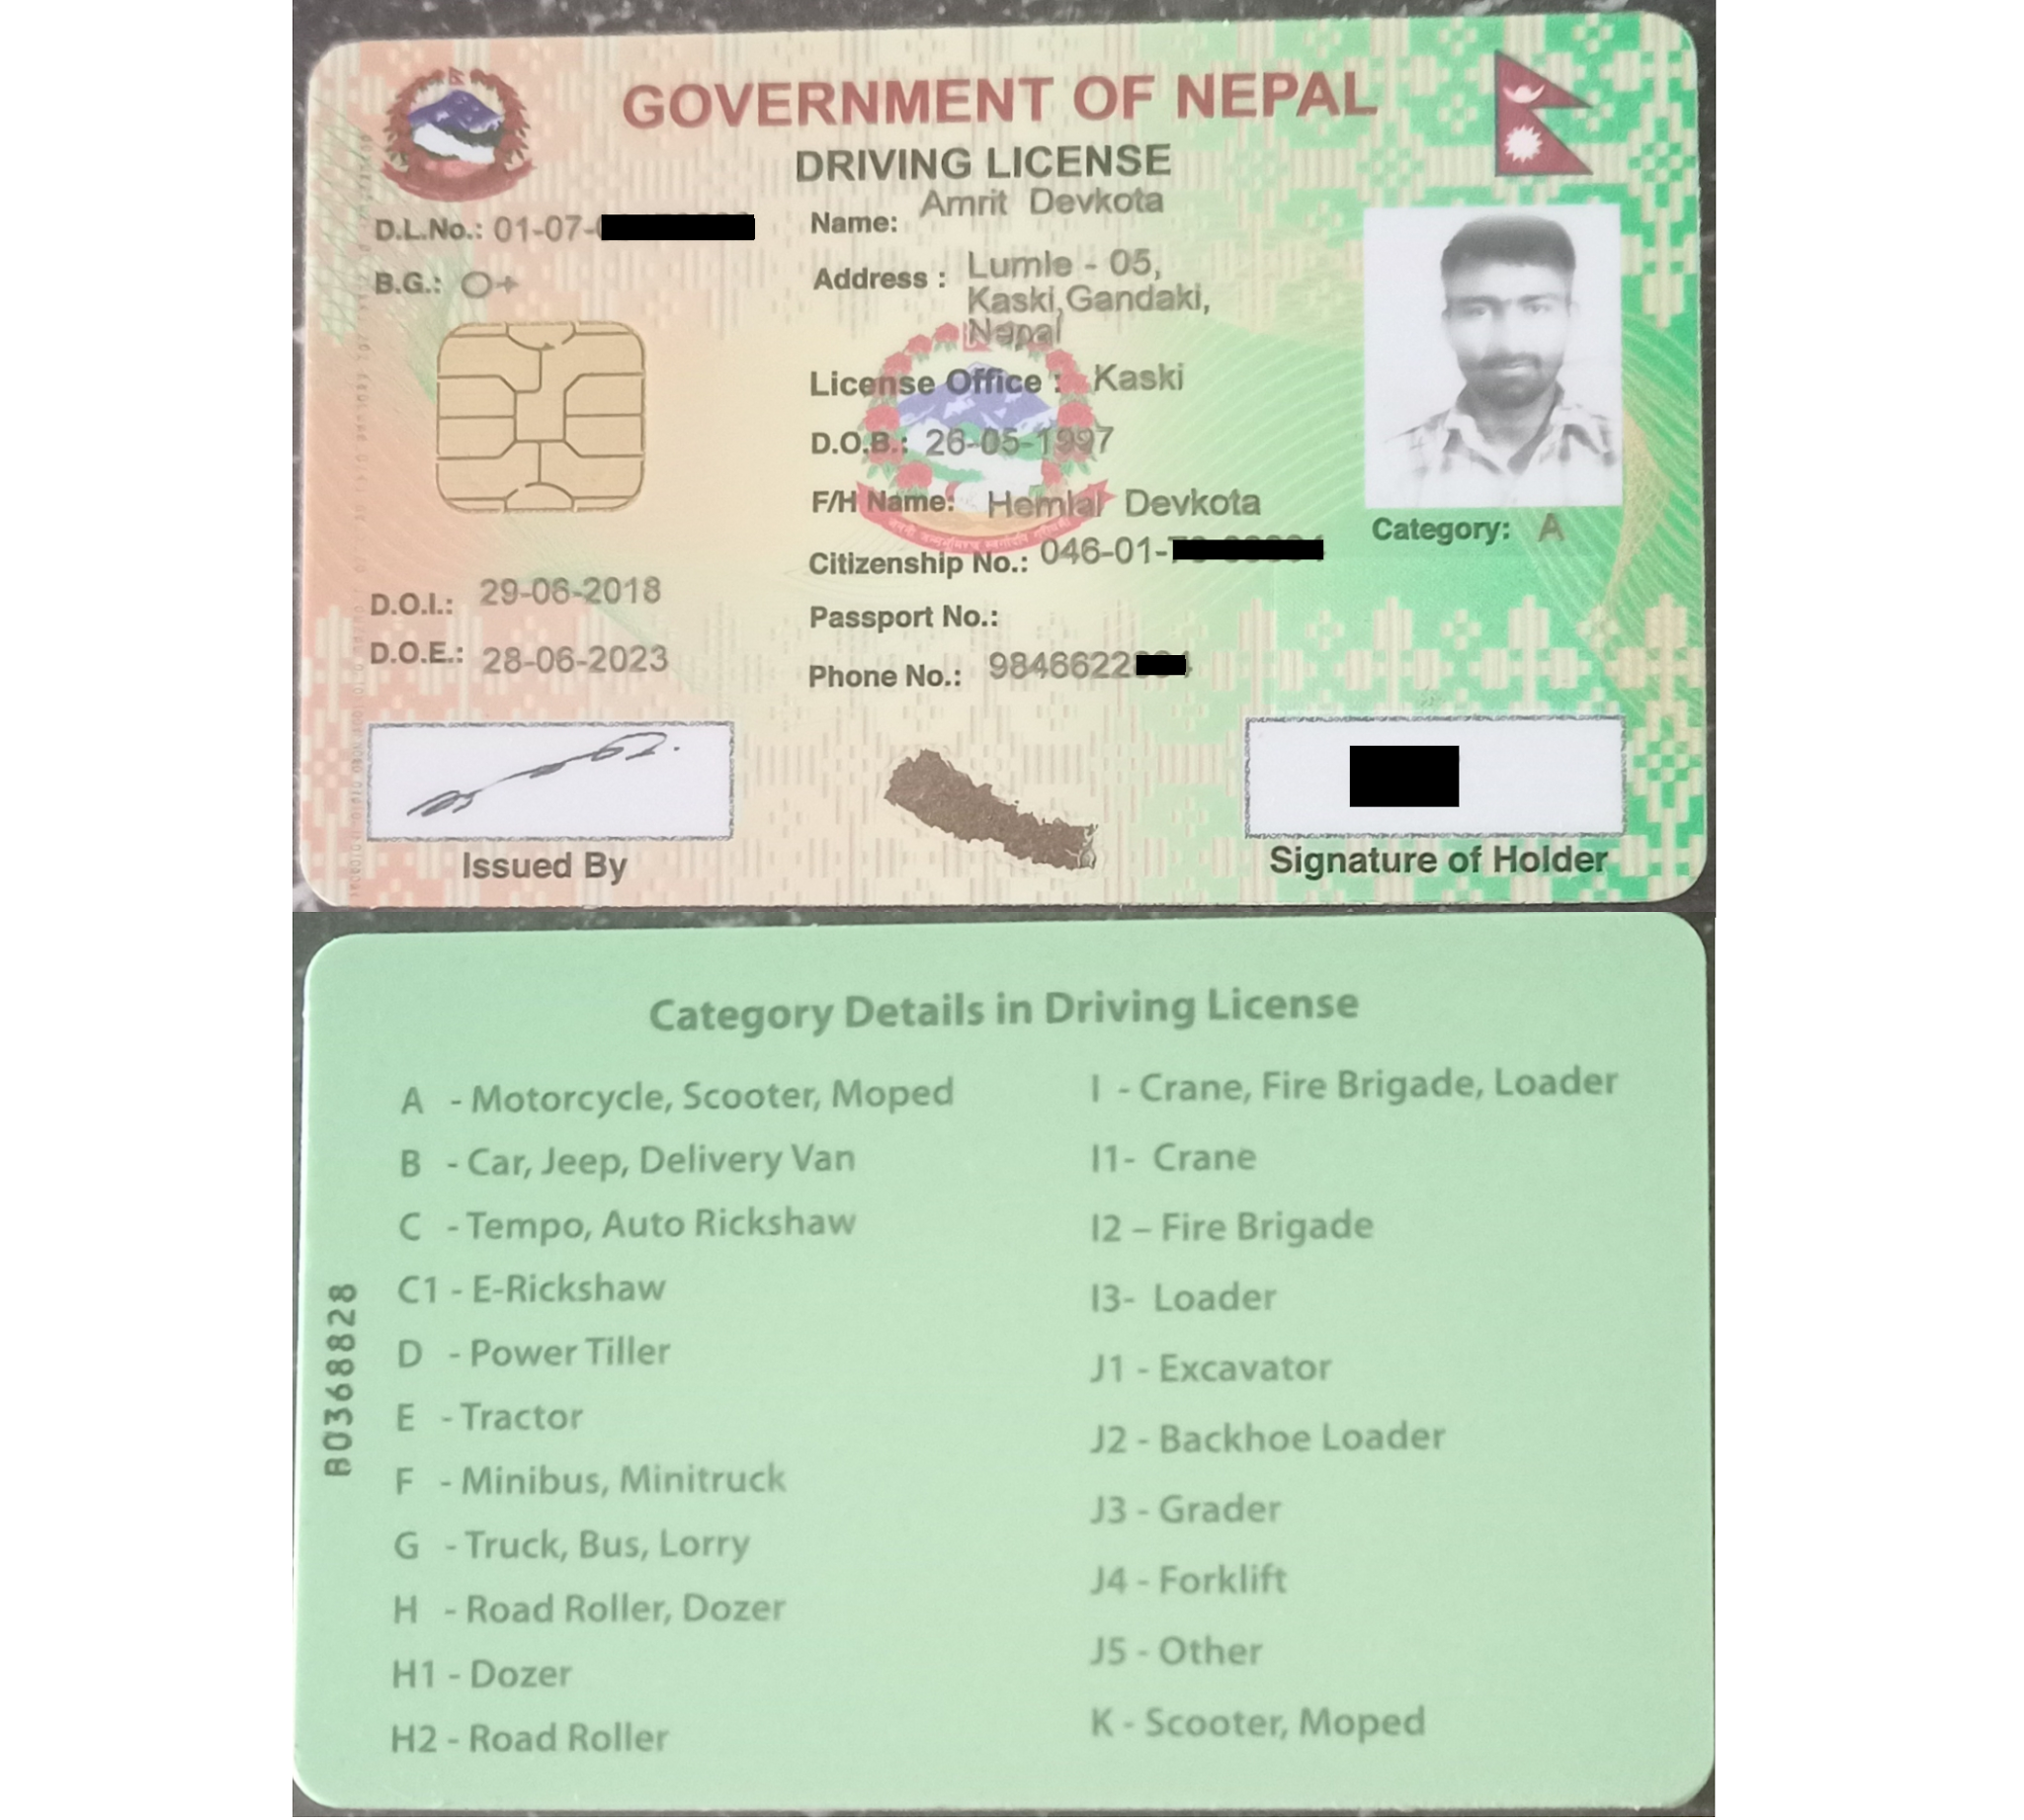 GOVERNMENT OF NEPAL
DRIVING LICENSE
D.L.No.: 01-07-
B.G.: O+
Name: Amrit Devkota
Address : Lumle - 05,
Kaski,Gandaki,
Nepal
License Office : Kaski
D.O.B.: 26-05-1997
F/H Name: Hemlal Devkota
Citizenship No.: 046-01-
Passport No.:
Phone No.: 9846622
Category: A
D.O.I.: 29-06-2018
D.O.E.: 28-06-2023
Issued By
Signature of Holder
Category Details in Driving License
A - Motorcycle, Scooter, Moped
B - Car, Jeep, Delivery Van
C - Tempo, Auto Rickshaw
C1 - E-Rickshaw
D - Power Tiller
E - Tractor
F - Minibus, Minitruck
G - Truck, Bus, Lorry
H - Road Roller, Dozer
H1 - Dozer
H2 - Road Roller
I - Crane, Fire Brigade, Loader
I1- Crane
I2 – Fire Brigade
I3- Loader
J1 - Excavator
J2 - Backhoe Loader
J3 - Grader
J4 - Forklift
J5 - Other
K - Scooter, Moped
B0368828